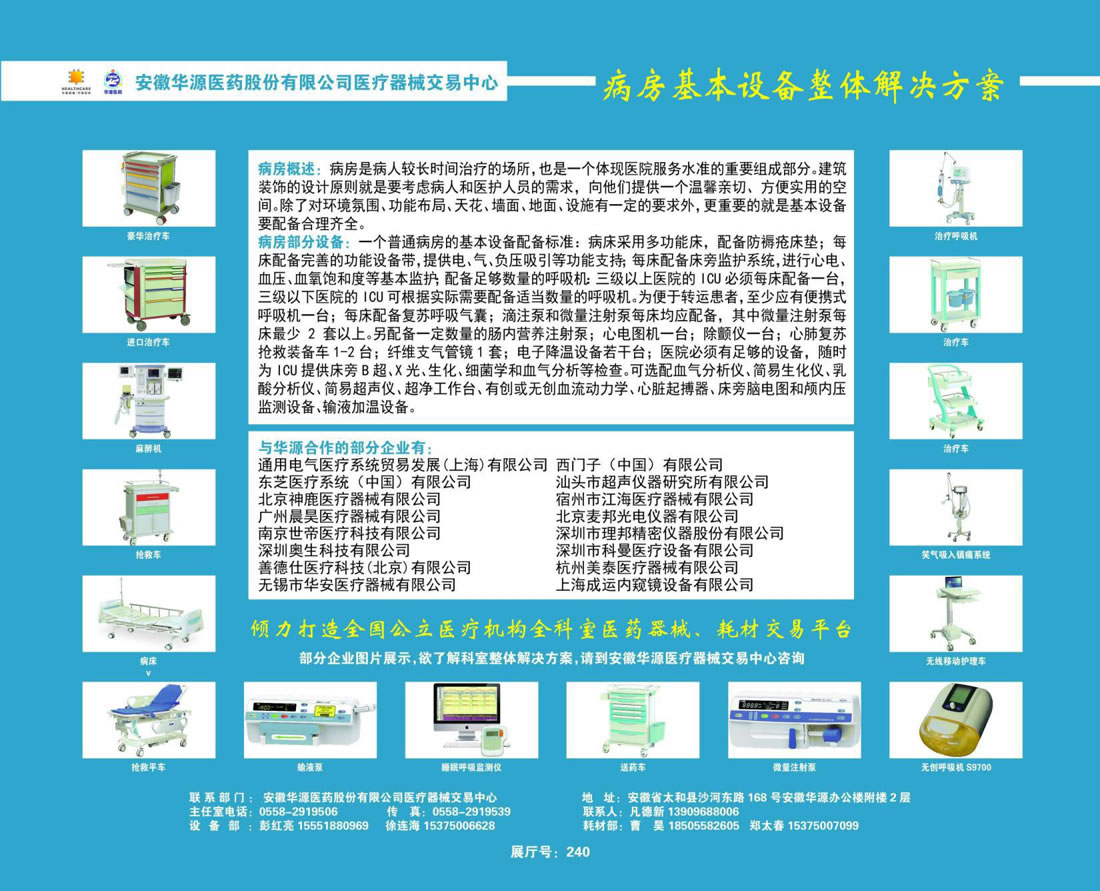 HEALTHCARE
华源医药
安徽华源医药股份有限公司医疗器械交易中心
病房基本设备整体解决方案
病房概述：病房是病人较长时间治疗的场所,也是一个体现医院服务水准的重要组成部分。建筑
装饰的设计原则就是要考虑病人和医护人员的需求，向他们提供一个温馨亲切、方便实用的空
间。除了对环境氛围、功能布局、天花、墙面、地面、设施有一定的要求外,更重要的就是基本设备
要配备合理齐全。
病房部分设备：一个普通病房的基本设备配备标准：病床采用多功能床，配备防褥疮床垫；每
床配备完善的功能设备带,提供电、气、负压吸引等功能支持；每床配备床旁监护系统,进行心电、
血压、血氧饱和度等基本监护；配备足够数量的呼吸机；三级以上医院的 ICU 必须每床配备一台，
三级以下医院的 ICU 可根据实际需要配备适当数量的呼吸机。为便于转运患者,至少应有便携式
呼吸机一台；每床配备复苏呼吸气囊；滴注泵和微量注射泵每床均应配备，其中微量注射泵每
床最少 2 套以上。另配备一定数量的肠内营养注射泵；心电图机一台；除颤仪一台；心肺复苏
抢救装备车 1-2 台；纤维支气管镜 1 套；电子降温设备若干台；医院必须有足够的设备，随时
为 ICU 提供床旁 B 超、X 光、生化、细菌学和血气分析等检查。可选配血气分析仪、简易生化仪、乳
酸分析仪、简易超声仪、超净工作台、有创或无创血流动力学、心脏起搏器、床旁脑电图和颅内压
监测设备、输液加温设备。
与华源合作的部分企业有：
通用电气医疗系统贸易发展(上海)有限公司 西门子（中国）有限公司
东芝医疗系统（中国）有限公司 汕头市超声仪器研究所有限公司
北京神鹿医疗器械有限公司 宿州市江海医疗器械有限公司
广州晨昊医疗器械有限公司 北京麦邦光电仪器有限公司
南京世帝医疗科技有限公司 深圳市理邦精密仪器股份有限公司
深圳奥生科技有限公司 深圳市科曼医疗设备有限公司
善德仕医疗科技(北京)有限公司 杭州美泰医疗器械有限公司
无锡市华安医疗器械有限公司 上海成运内窥镜设备有限公司
豪华治疗车
进口治疗车
麻醉机
抢救车
病床
v
治疗呼吸机
治疗车
治疗车
笑气吸入镇痛系统
无线移动护理车
倾力打造全国公立医疗机构全科室医药器械、耗材交易平台
部分企业图片展示,欲了解科室整体解决方案,请到安徽华源医疗器械交易中心咨询
抢救平车 输液泵 睡眠呼吸监测仪 送药车 微量注射泵 无创呼吸机 S9700
联系部门：安徽华源医药股份有限公司医疗器械交易中心
主任室电话：0558-2919506 传 真：0558-2919539
设 备 部：彭红亮 15551880969 徐连海 15375006628
地 址：安徽省太和县沙河东路 168 号安徽华源办公楼附楼 2 层
联系人：凡德新 13909688006
耗材部：曹 昊 18505582605 郑太春 15375007099
展厅号：240